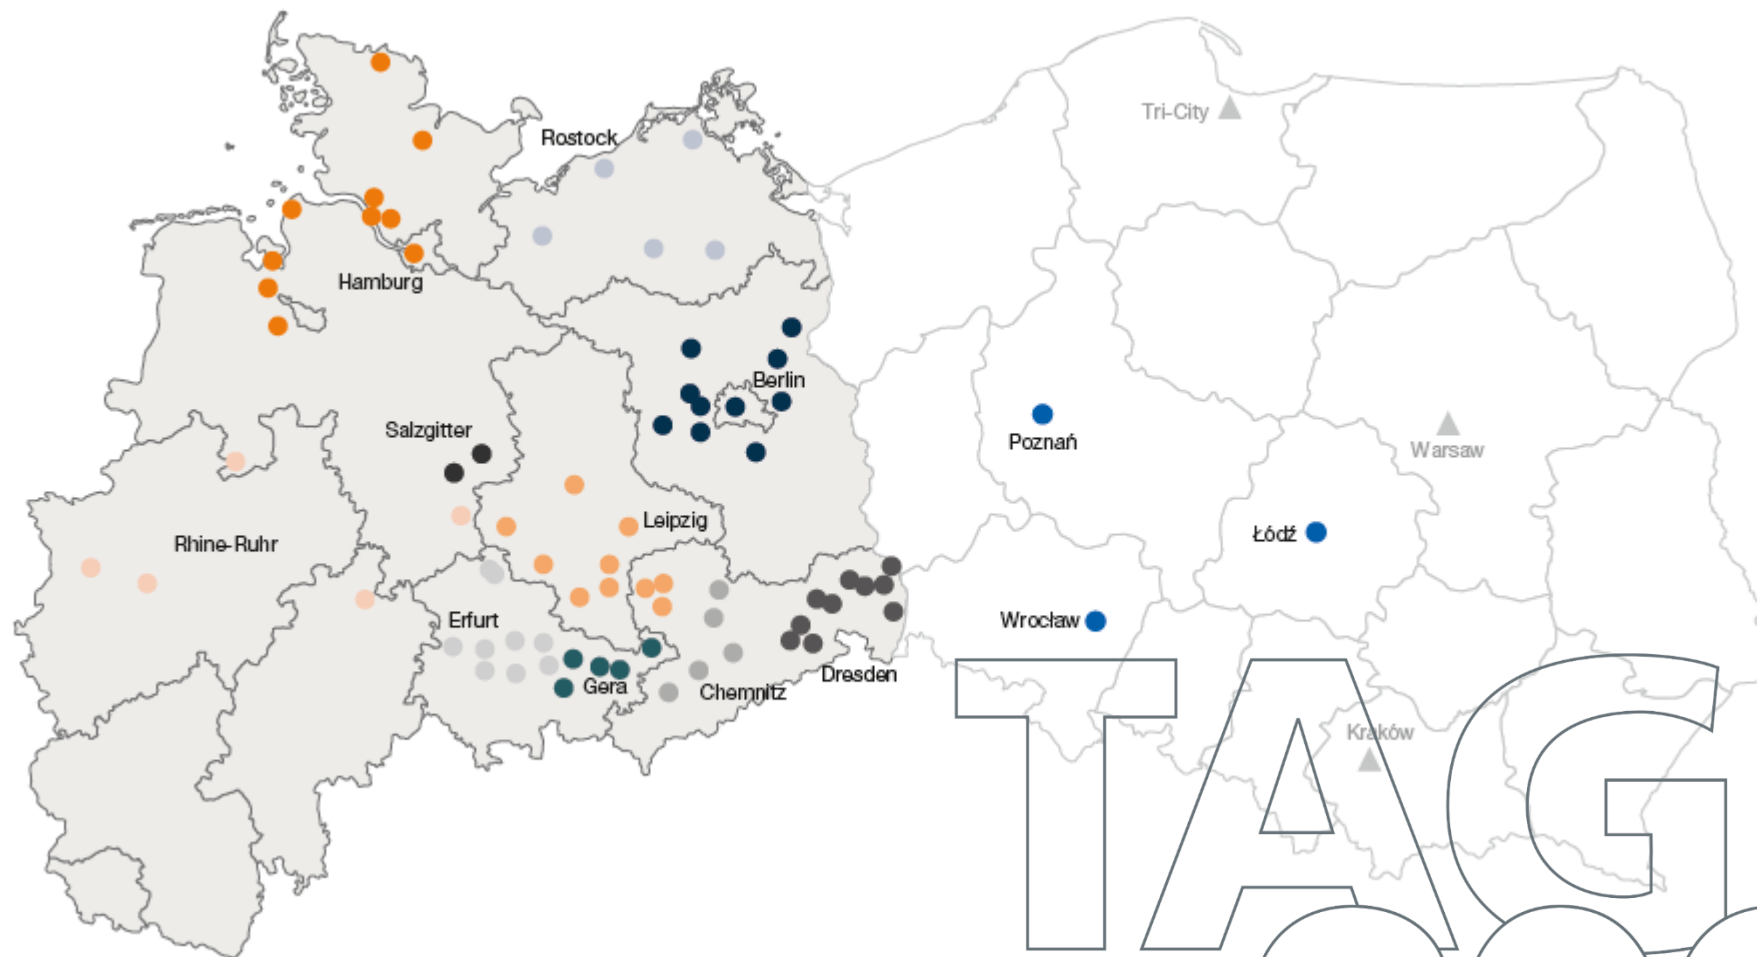 Tri-City
Rostock
Hamburg
Berlin
Salzgitter
Poznań
Warsaw
Leipzig
Rhine-Ruhr
Łódź
Erfurt
Wrocław
Gera
Chemnitz
Dresden
Kraków
TAG